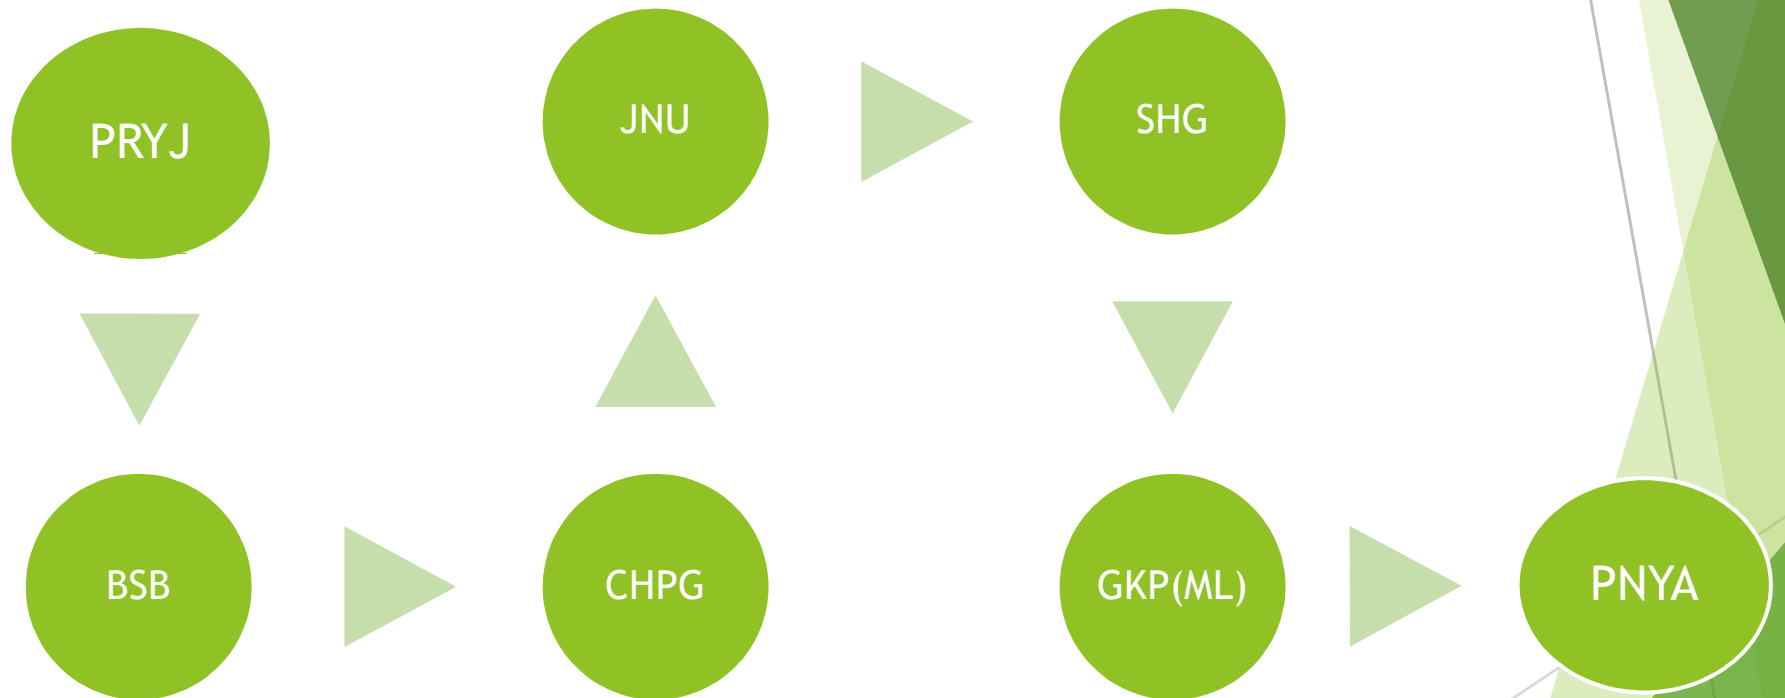 PRYJ
BSB
CHPG
JNU
SHG
GKP(ML)
PNYA